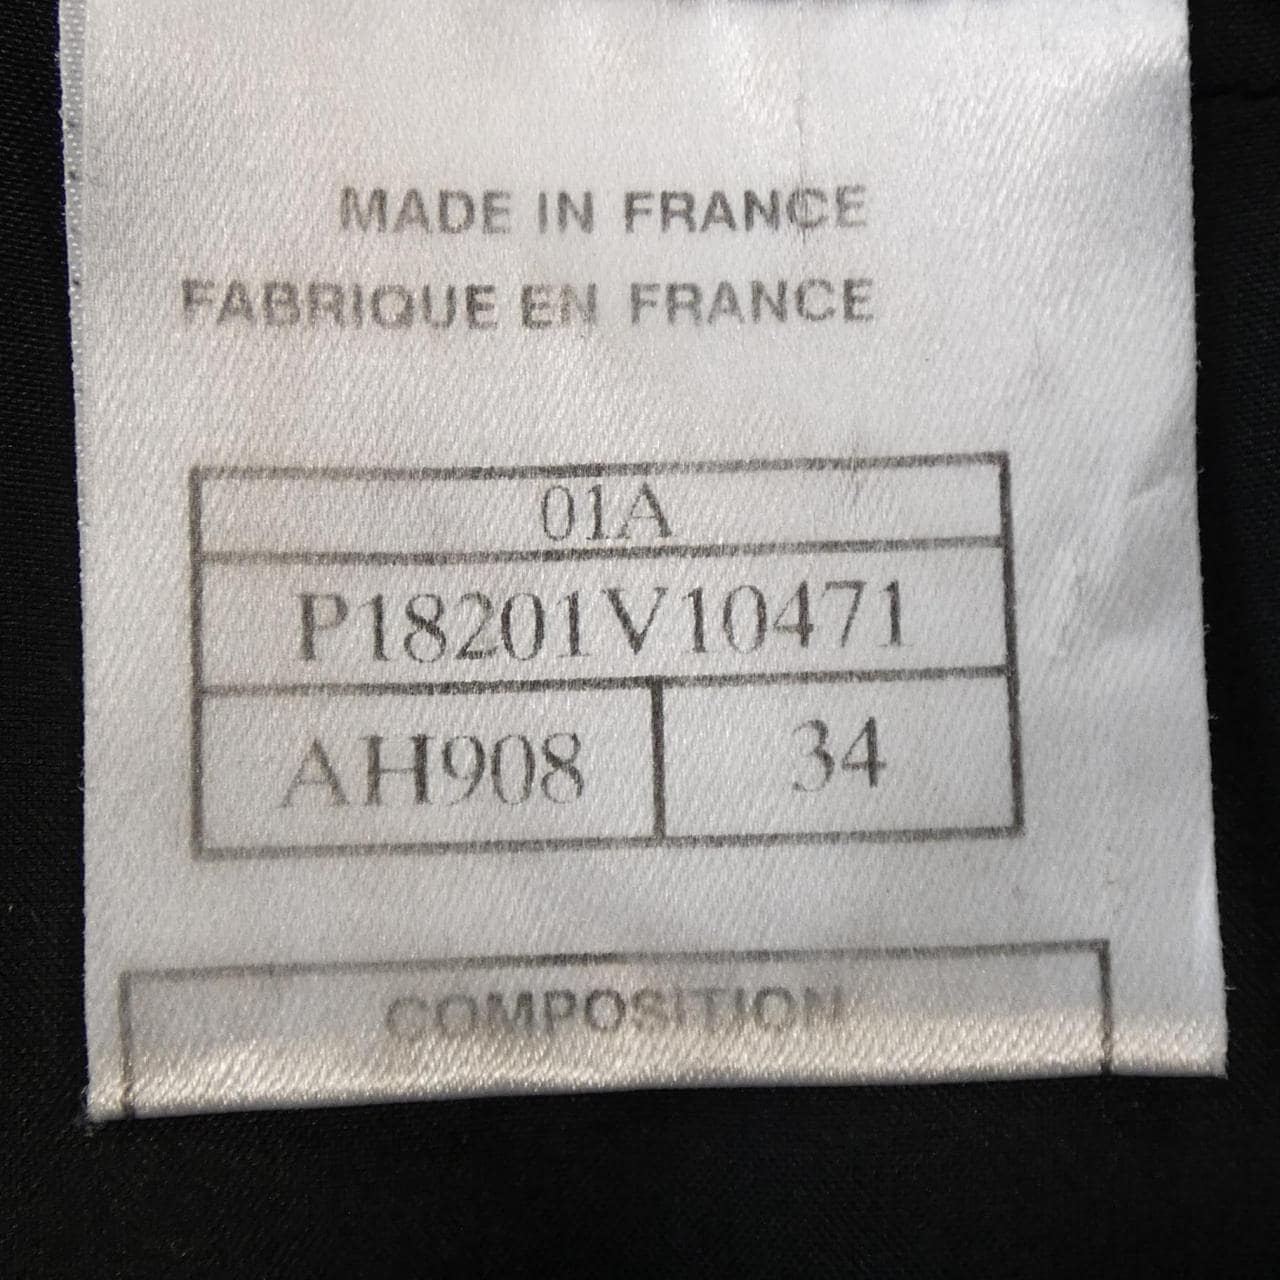 MADE IN FRANCE
FABRIQUE EN FRANCE
01A
P18201V10471
AH908 34
COMPOSITION